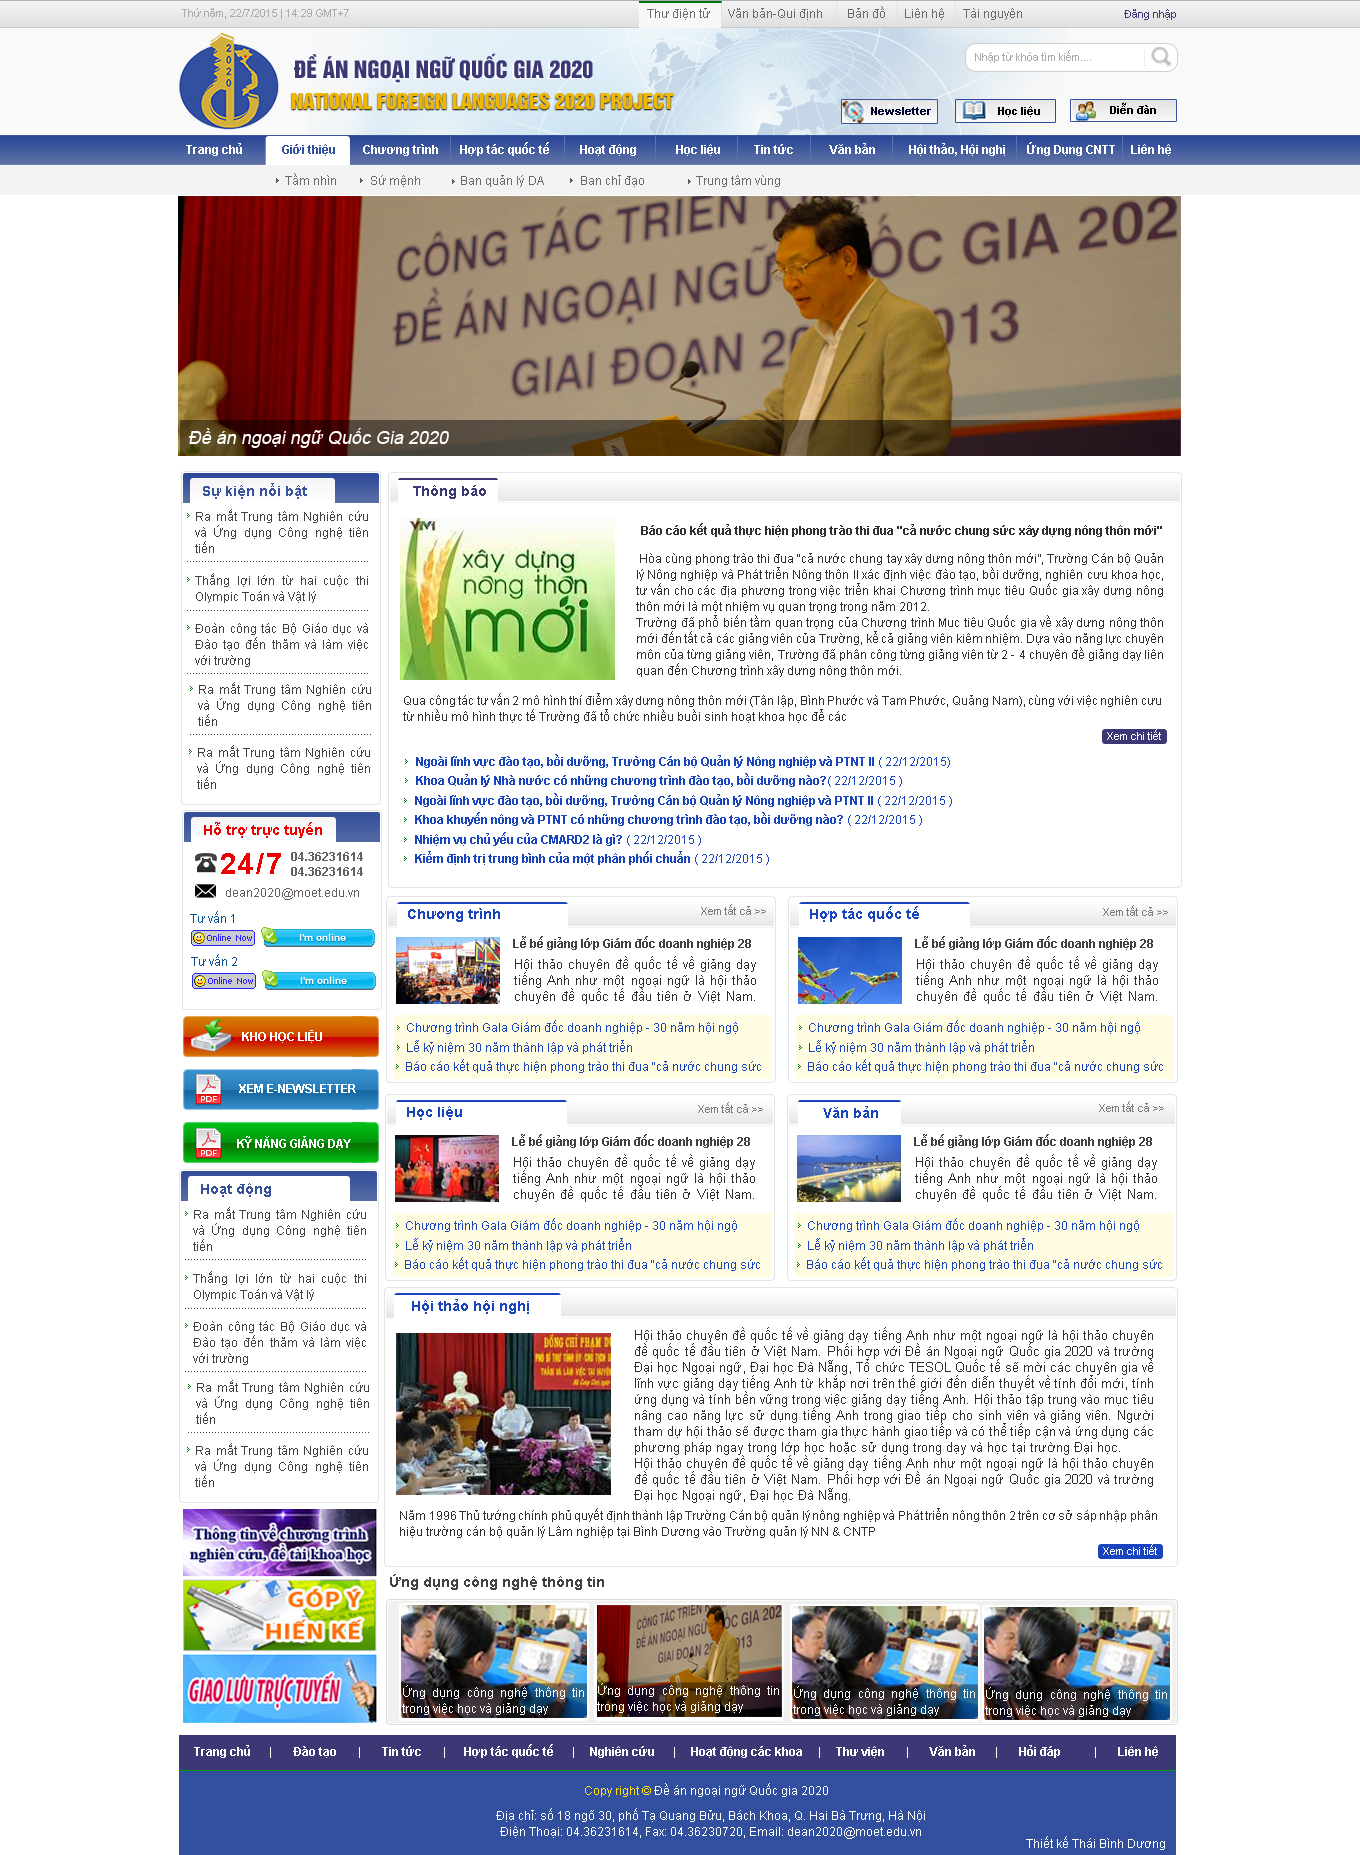 Thứ năm, 22/7/2015 | 14:29 GMT+7
Thư điện tử
Văn bản-Qui định
Bản đồ
Liên hệ
Tài nguyên
Đăng nhập
ĐỀ ÁN NGOẠI NGỮ QUỐC GIA 2020
NATIONAL FOREIGN LANGUAGES 2020 PROJECT
Nhập từ khóa tìm kiếm....
Newsletter
Học liệu
Diễn đàn
Trang chủ
Giới thiệu
Chương trình
Hợp tác quốc tế
Hoạt động
Học liệu
Tin tức
Văn bản
Hội thảo, Hội nghị
Ứng Dụng CNTT
Liên hệ
Tầm nhìn
Sứ mệnh
Ban quản lý DA
Ban chỉ đạo
Trung tâm vùng
CÔNG TÁC TRIỂN
ĐỀ ÁN NGOẠI NGỮ QUỐC GIA 202
GIAI ĐOẠN 20 2013
Đề án ngoại ngữ Quốc Gia 2020
Sự kiện nổi bật
Ra mắt Trung tâm Nghiên cứu
và Ứng dụng Công nghệ tiên
tiến
Thắng lợi lớn từ hai cuộc thi
Olympic Toán và Vật lý
Đoàn công tác Bộ Giáo dục và
Đào tạo đến thăm và làm việc
với trường
Ra mắt Trung tâm Nghiên cứu
và Ứng dụng Công nghệ tiên
tiến
Ra mắt Trung tâm Nghiên cứu
và Ứng dụng Công nghệ tiên
tiến
Hỗ trợ trực tuyến
24/7
04.36231614
04.36231614
dean2020@moet.edu.vn
Tư vấn 1
Online Now
I'm online
Tư vấn 2
Online Now
I'm online
KHO HỌC LIỆU
PDF
XEM E-NEWSLETTER
PDF
KỸ NĂNG GIẢNG DẠY
Hoạt động
Ra mắt Trung tâm Nghiên cứu
và Ứng dụng Công nghệ tiên
tiến
Thắng lợi lớn từ hai cuộc thi
Olympic Toán và Vật lý
Đoàn công tác Bộ Giáo dục và
Đào tạo đến thăm và làm việc
với trường
Ra mắt Trung tâm Nghiên cứu
và Ứng dụng Công nghệ tiên
tiến
Ra mắt Trung tâm Nghiên cứu
và Ứng dụng Công nghệ tiên
tiến
Thông tin về chương trình
nghiên cứu, đề tài khoa học
GÓP Ý
HIẾN KẾ
GIAO LƯU TRỰC TUYẾN
Thông báo
VTV1
xây dựng
nông thôn
mới
Báo cáo kết quả thực hiện phong trào thi đua "cả nước chung sức xây dựng nông thôn mới"
Hòa cùng phong trào thi đua "cả nước chung tay xây dưng nông thôn mới", Trường Cán bộ Quản
lý Nông nghiệp và Phát triển Nông thôn II xác định việc đào tạo, bồi dưỡng, nghiên cưu khoa học,
tư vấn cho các địa phương trong việc triển khai Chương trình mục tiêu Quốc gia xây dưng nông
thôn mới là một nhiệm vụ quan trọng trong năm 2012.
Trường đã phổ biến tầm quan trọng của Chương trình Mục tiêu Quốc gia về xây dưng nông thôn
mới đến tất cả các giảng viên của Trường, kể cả giảng viên kiêm nhiệm. Dựa vào năng lực chuyên
môn của từng giảng viên, Trường đã phân công từng giảng viên từ 2 - 4 chuyên đề giảng dạy liên
quan đến Chương trình xây dưng nông thôn mới.
Qua công tác tư vấn 2 mô hình thí điểm xây dưng nông thôn mới (Tân lập, Bình Phước và Tam Phước, Quảng Nam), cùng với việc nghiên cưu
từ nhiều mô hình thực tế Trường đã tổ chức nhiều buổi sinh hoạt khoa học để các
Xem chi tiết
Ngoài lĩnh vực đào tạo, bồi dưỡng, Trường Cán bộ Quản lý Nông nghiệp và PTNT II ( 22/12/2015)
Khoa Quản lý Nhà nước có những chương trình đào tạo, bồi dưỡng nào?( 22/12/2015 )
Ngoài lĩnh vực đào tạo, bồi dưỡng, Trường Cán bộ Quản lý Nông nghiệp và PTNT II ( 22/12/2015 )
Khoa khuyến nông và PTNT có những chương trình đào tạo, bồi dưỡng nào? ( 22/12/2015 )
Nhiệm vụ chủ yếu của CMARD2 là gì? ( 22/12/2015 )
Kiểm định trị trung bình của một phân phối chuẩn ( 22/12/2015 )
Chương trình
Xem tất cả >>
Lễ bế giảng lớp Giám đốc doanh nghiệp 28
Hội thảo chuyên đề quốc tế về giảng dạy
tiếng Anh như một ngoại ngữ là hội thảo
chuyên đề quốc tế đầu tiên ở Việt Nam.
Chương trình Gala Giám đốc doanh nghiệp - 30 năm hội ngộ
Lễ kỷ niệm 30 năm thành lập và phát triển
Báo cáo kết quả thực hiện phong trào thi đua "cả nước chung sức
Hợp tác quốc tế
Xem tất cả >>
Lễ bế giảng lớp Giám đốc doanh nghiệp 28
Hội thảo chuyên đề quốc tế về giảng dạy
tiếng Anh như một ngoại ngữ là hội thảo
chuyên đề quốc tế đầu tiên ở Việt Nam.
Chương trình Gala Giám đốc doanh nghiệp - 30 năm hội ngộ
Lễ kỷ niệm 30 năm thành lập và phát triển
Báo cáo kết quả thực hiện phong trào thi đua "cả nước chung sức
Học liệu
Xem tất cả >>
Lễ bế giảng lớp Giám đốc doanh nghiệp 28
Hội thảo chuyên đề quốc tế về giảng dạy
tiếng Anh như một ngoại ngữ là hội thảo
chuyên đề quốc tế đầu tiên ở Việt Nam.
Chương trình Gala Giám đốc doanh nghiệp - 30 năm hội ngộ
Lễ kỷ niệm 30 năm thành lập và phát triển
Báo cáo kết quả thực hiện phong trào thi đua "cả nước chung sức
Văn bản
Xem tất cả >>
Lễ bế giảng lớp Giám đốc doanh nghiệp 28
Hội thảo chuyên đề quốc tế về giảng dạy
tiếng Anh như một ngoại ngữ là hội thảo
chuyên đề quốc tế đầu tiên ở Việt Nam.
Chương trình Gala Giám đốc doanh nghiệp - 30 năm hội ngộ
Lễ kỷ niệm 30 năm thành lập và phát triển
Báo cáo kết quả thực hiện phong trào thi đua "cả nước chung sức
Hội thảo hội nghị
Hội thảo chuyên đề quốc tế về giảng dạy tiếng Anh như một ngoại ngữ là hội thảo chuyên
đề quốc tế đầu tiên ở Việt Nam. Phối hợp với Đề án Ngoại ngữ Quốc gia 2020 và trường
Đại học Ngoại ngữ, Đại học Đà Nẵng, Tổ chức TESOL Quốc tế sẽ mời các chuyên gia về
lĩnh vực giảng dạy tiếng Anh từ khắp nơi trên thế giới đến diễn thuyết về tính đổi mới, tính
ứng dụng và tính bền vững trong việc giảng dạy tiếng Anh. Hội thảo tập trung vào mục tiêu
nâng cao năng lực sử dụng tiếng Anh trong giao tiếp cho sinh viên và giảng viên. Người
tham dự hội thảo sẽ được tham gia thực hành giao tiếp và có thể tiếp cận và ứng dụng các
phương pháp ngay trong lớp học hoặc sử dụng trong dạy và học tại trường Đại học.
Hội thảo chuyên đề quốc tế về giảng dạy tiếng Anh như một ngoại ngữ là hội thảo chuyên
đề quốc tế đầu tiên ở Việt Nam. Phối hợp với Đề án Ngoại ngữ Quốc gia 2020 và trường
Đại học Ngoại ngữ, Đại học Đà Nẵng.
Năm 1996 Thủ tướng chính phủ quyết định thành lập Trường Cán bộ quản lý nông nghiệp và Phát triển nông thôn 2 trên cơ sở sáp nhập phân
hiệu trường cán bộ quản lý Lâm nghiệp tại Bình Dương vào Trường quản lý NN & CNTP
Xem chi tiết
Ứng dụng công nghệ thông tin
Ứng dụng công nghệ thông tin
trong việc học và giảng dạy
Ứng dụng công nghệ thông tin
trong việc học và giảng dạy
Ứng dụng công nghệ thông tin
trong việc học và giảng dạy
Ứng dụng công nghệ thông tin
trong việc học và giảng dạy
Trang chủ | Đào tạo | Tin tức | Hợp tác quốc tế | Nghiên cứu | Hoạt động các khoa | Thư viện | Văn bản | Hỏi đáp | Liên hệ
Copy right © Đề án ngoại ngữ Quốc gia 2020
Địa chỉ: số 18 ngõ 30, phố Tạ Quang Bửu, Bách Khoa, Q. Hai Bà Trưng, Hà Nội
Điện Thoại: 04.36231614, Fax: 04.36230720, Email: dean2020@moet.edu.vn
Thiết kế Thái Bình Dương